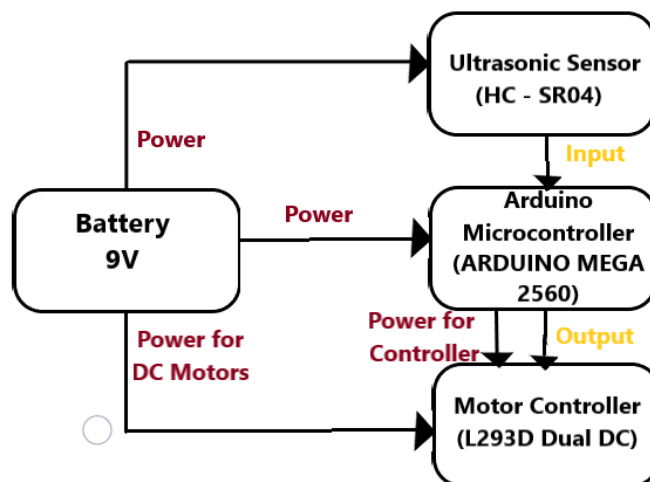 Ultrasonic Sensor
(HC - SR04)
Power
Input
Battery
9V
Power
Arduino
Microcontroller
(ARDUINO MEGA
2560)
Power for
DC Motors
Power for
Controller
Output
Motor Controller
(L293D Dual DC)